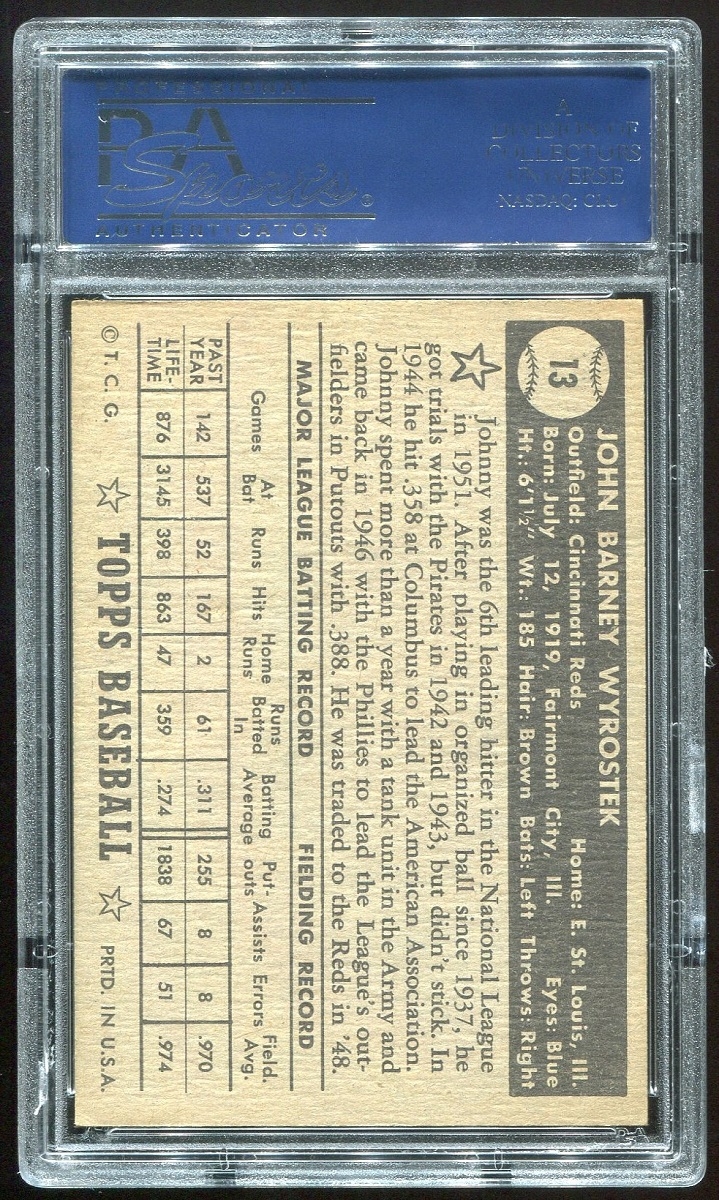 PROFESSIONAL
PSA
Sports®
AUTHENTICATOR
A
DIVISION OF
COLLECTORS
UNIVERSE
NASDAQ: CLCT
13
JOHN BARNEY WYROSTEK
Outfield: Cincinnati Reds Home: E. St. Louis, Ill.
Born: July 12, 1919, Fairmont City, Ill. Eyes: Blue
Ht.: 6'1½" Wt.: 185 Hair: Brown Bats: Left Throws: Right
Johnny was the 6th leading hitter in the National League
in 1951. After playing in organized ball since 1937, he
got trials with the Pirates in 1942 and 1943, but didn't stick. In
1944 he hit .358 at Columbus to lead the American Association.
Johnny spent more than a year with a tank unit in the Army and
came back in 1946 with the Phillies to lead the League's out-
fielders in Putouts with .388. He was traded to the Reds in '48.
MAJOR LEAGUE BATTING RECORD FIELDING RECORD
Games At Bat Runs Hits Home Runs Runs Batted In Batting Average Put-outs Assists Errors Field. Avg.
PAST YEAR 142 537 52 167 2 61 .311 255 8 8 .970
LIFE-TIME 876 3145 398 863 47 359 .274 1838 67 51 .974
© T. C. G. ☆ TOPPS BASEBALL ☆ PRTD. IN U.S.A.